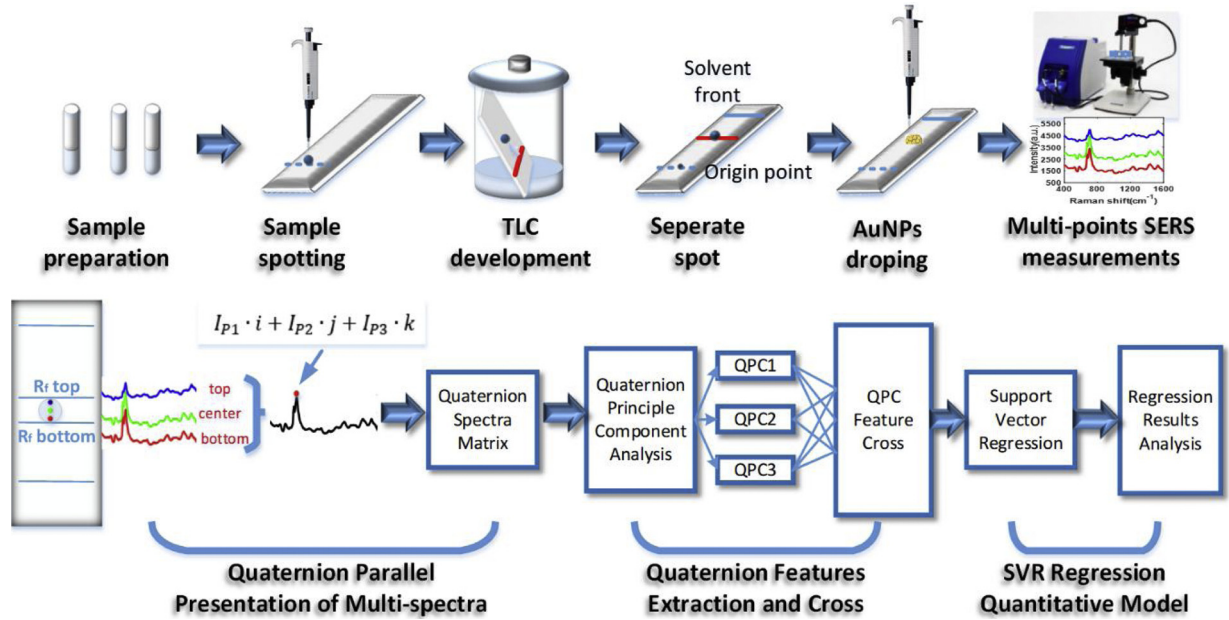 Solvent
front
Origin point
Intensity(a.u.)
5500
4500
3500
2500
1500
500
400 800 1200 1600
Raman shift(cm⁻¹)
Sample
preparation
Sample
spotting
TLC
development
Seperate
spot
AuNPs
droping
Multi-points SERS
measurements
I_{P1} · i + I_{P2} · j + I_{P3} · k
Rf top
Rf bottom
top
center
bottom
Quaternion
Spectra
Matrix
Quaternion
Principle
Component
Analysis
QPC1
QPC2
QPC3
QPC
Feature
Cross
Support
Vector
Regression
Regression
Results
Analysis
Quaternion Parallel
Presentation of Multi-spectra
Quaternion Features
Extraction and Cross
SVR Regression
Quantitative Model